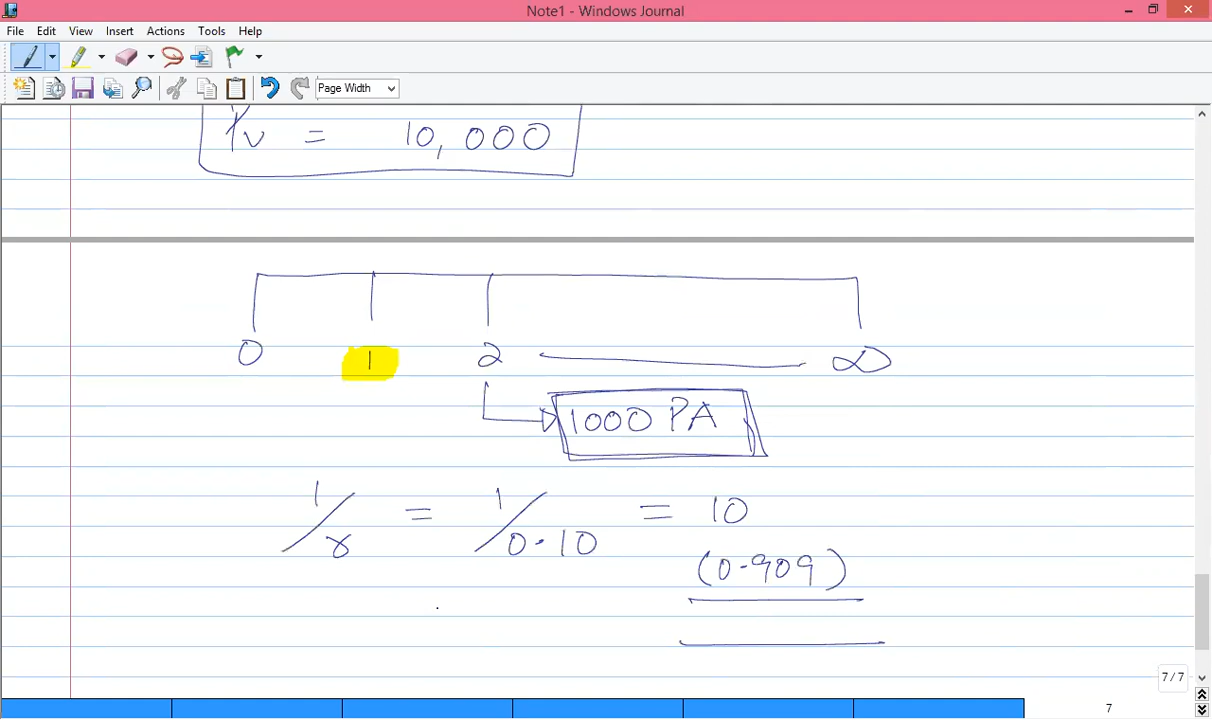 Note1 - Windows Journal
File Edit View Insert Actions Tools Help
Page Width
PV = 10,000
0 1 2 ∞
1000 PA
1/r = 1/0.10 = 10
(0.909)
7 / 7
7